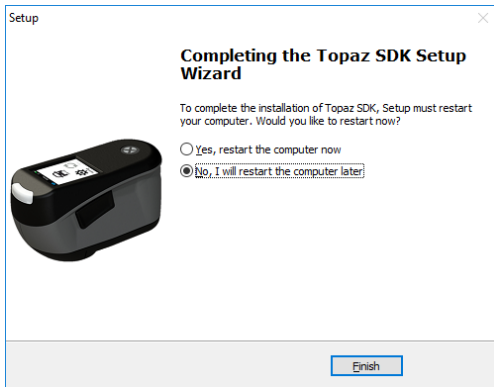 Setup
Completing the Topaz SDK Setup
Wizard
To complete the installation of Topaz SDK, Setup must restart
your computer. Would you like to restart now?
Yes, restart the computer now
No, I will restart the computer later
Finish